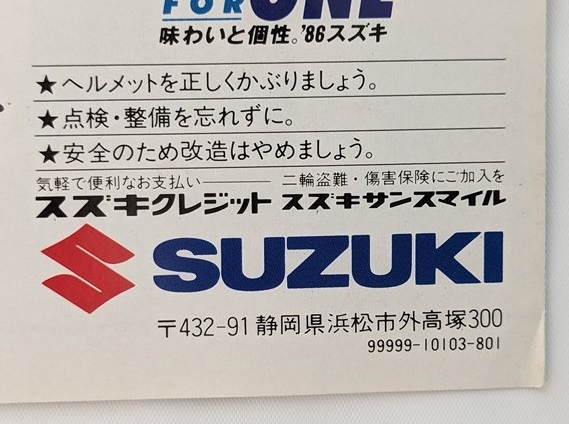 FOR ONE
味わいと個性。'86スズキ
★ヘルメットを正しくかぶりましょう。
★点検・整備を忘れずに。
★安全のため改造はやめましょう。
気軽で便利なお支払い 二輪盗難・傷害保険にご加入を
スズキクレジット スズキサンスマイル
SUZUKI
〒432-91 静岡県浜松市外高塚300
99999-10103-801